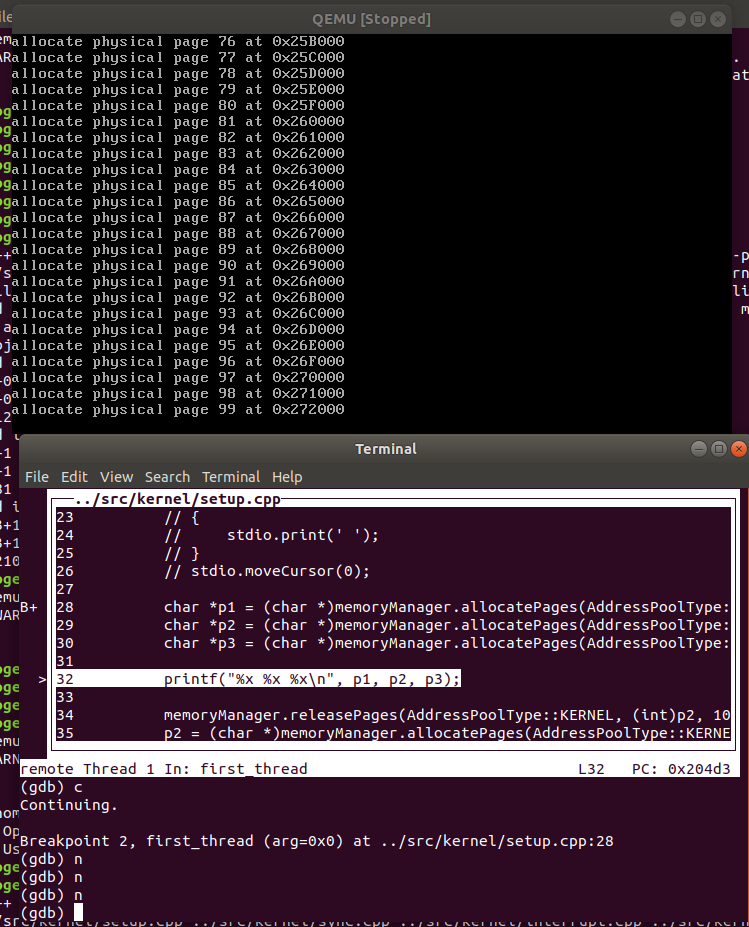 QEMU [Stopped]
allocate physical page 76 at 0x25B000
allocate physical page 77 at 0x25C000
allocate physical page 78 at 0x25D000
allocate physical page 79 at 0x25E000
allocate physical page 80 at 0x25F000
allocate physical page 81 at 0x260000
allocate physical page 82 at 0x261000
allocate physical page 83 at 0x262000
allocate physical page 84 at 0x263000
allocate physical page 85 at 0x264000
allocate physical page 86 at 0x265000
allocate physical page 87 at 0x266000
allocate physical page 88 at 0x267000
allocate physical page 89 at 0x268000
allocate physical page 90 at 0x269000
allocate physical page 91 at 0x26A000
allocate physical page 92 at 0x26B000
allocate physical page 93 at 0x26C000
allocate physical page 94 at 0x26D000
allocate physical page 95 at 0x26E000
allocate physical page 96 at 0x26F000
allocate physical page 97 at 0x270000
allocate physical page 98 at 0x271000
allocate physical page 99 at 0x272000
Terminal
File Edit View Search Terminal Help
../src/kernel/setup.cpp
23 // {
24 //     stdio.print(' ');
25 // }
26 // stdio.moveCursor(0);
27
B+ 28 char *p1 = (char *)memoryManager.allocatePages(AddressPoolType:
29 char *p2 = (char *)memoryManager.allocatePages(AddressPoolType:
30 char *p3 = (char *)memoryManager.allocatePages(AddressPoolType:
31
> 32 printf("%x %x %x\n", p1, p2, p3);
33
34 memoryManager.releasePages(AddressPoolType::KERNEL, (int)p2, 10
35 p2 = (char *)memoryManager.allocatePages(AddressPoolType::KERNE
remote Thread 1 In: first_thread L32 PC: 0x204d3
(gdb) c
Continuing.
Breakpoint 2, first_thread (arg=0x0) at ../src/kernel/setup.cpp:28
(gdb) n
(gdb) n
(gdb) n
(gdb)